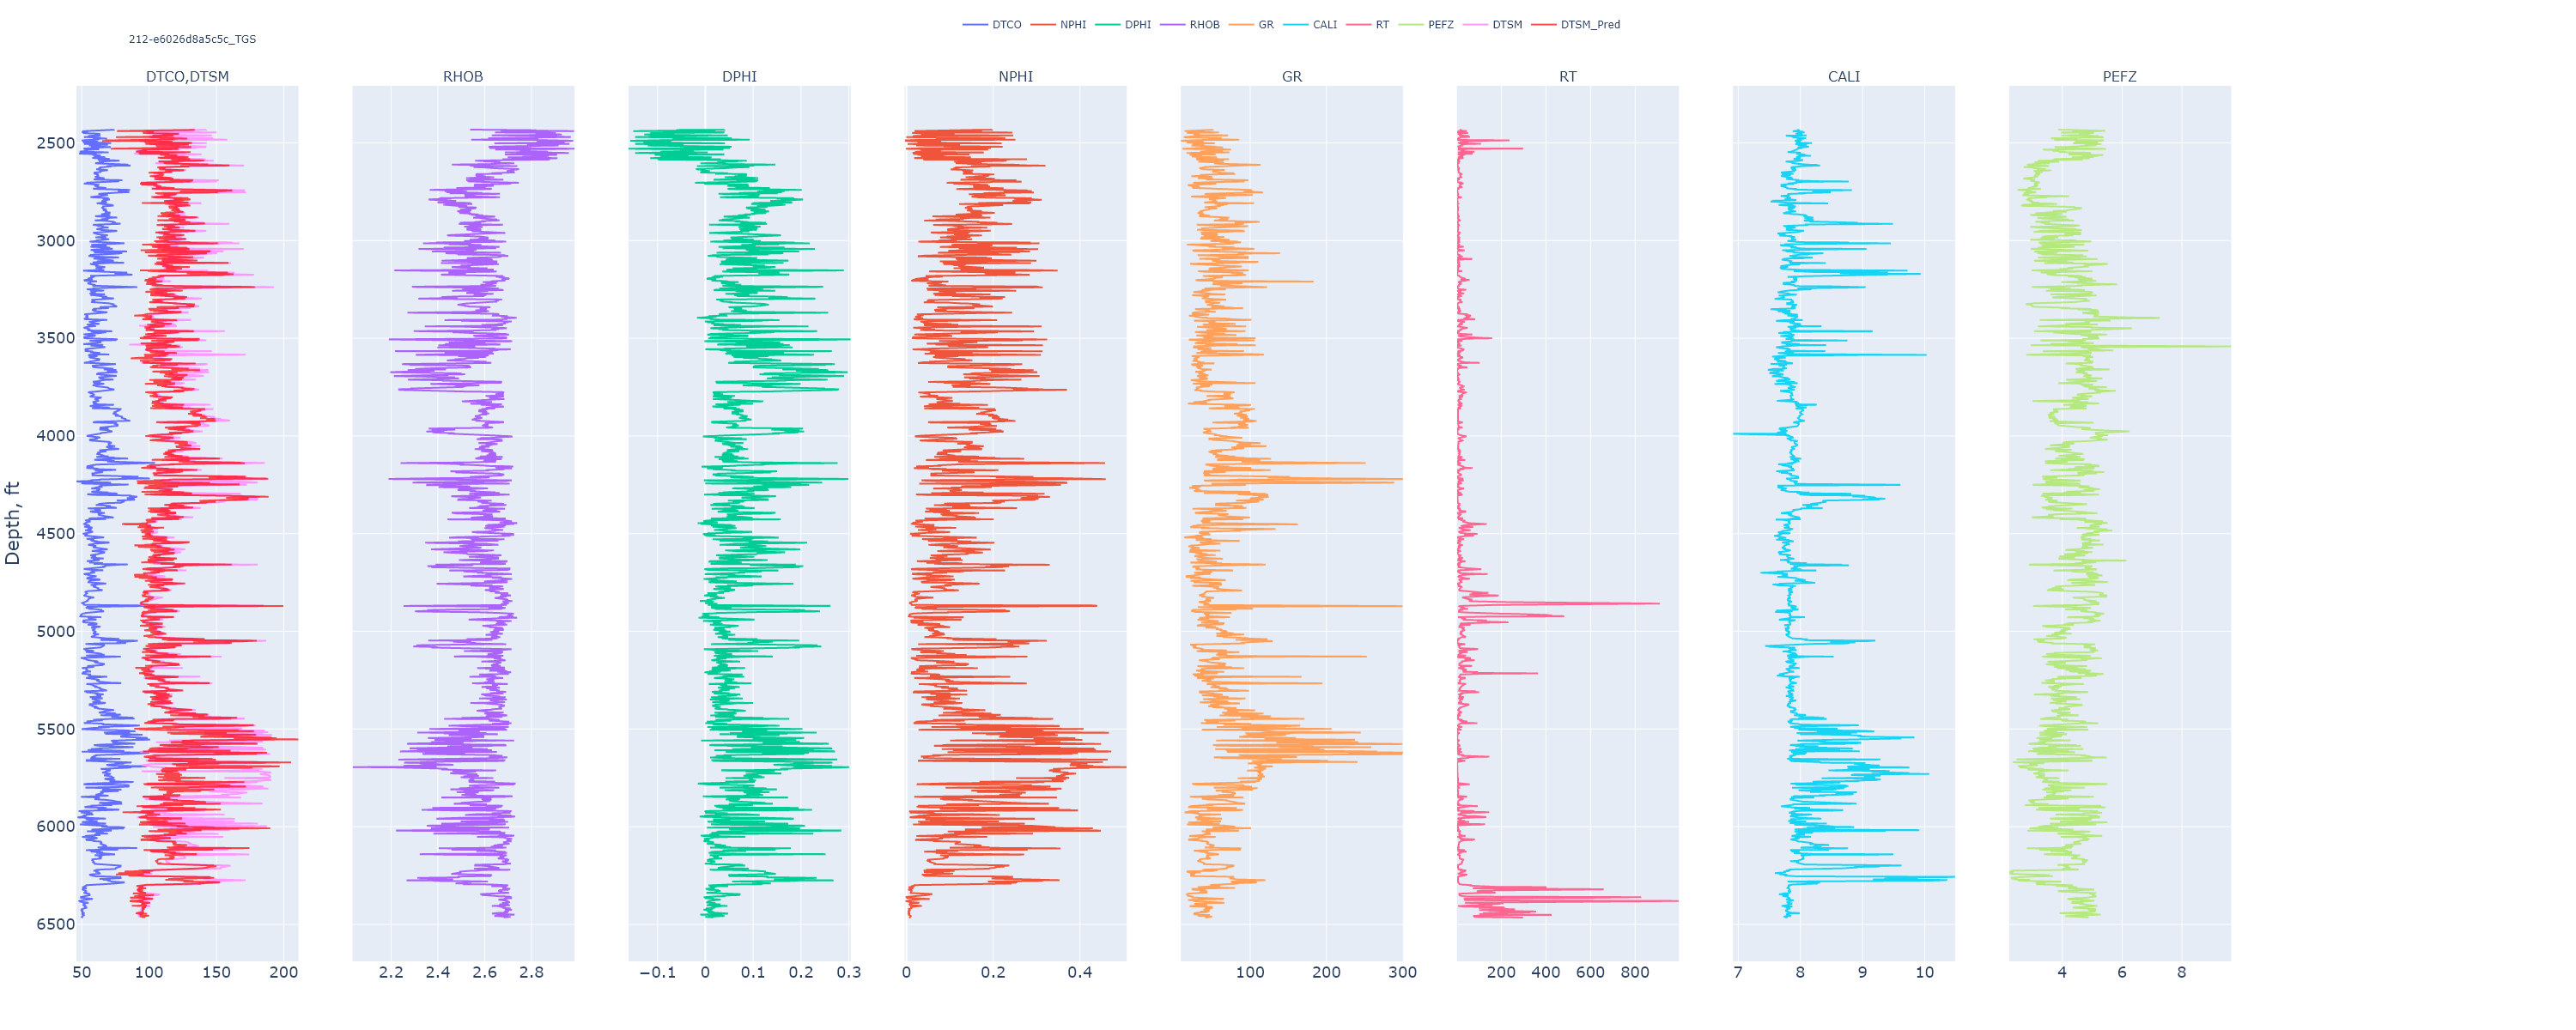 DTCO NPHI DPHI RHOB GR CALI RT PEFZ DTSM DTSM_Pred
212-e6026d8a5c5c_TGS
DTCO,DTSM RHOB DPHI NPHI GR RT CALI PEFZ
Depth, ft
2500
3000
3500
4000
4500
5000
5500
6000
6500
50 100 150 200 2.2 2.4 2.6 2.8 −0.1 0 0.1 0.2 0.3 0 0.2 0.4 100 200 300 200 400 600 800 7 8 9 10 4 6 8